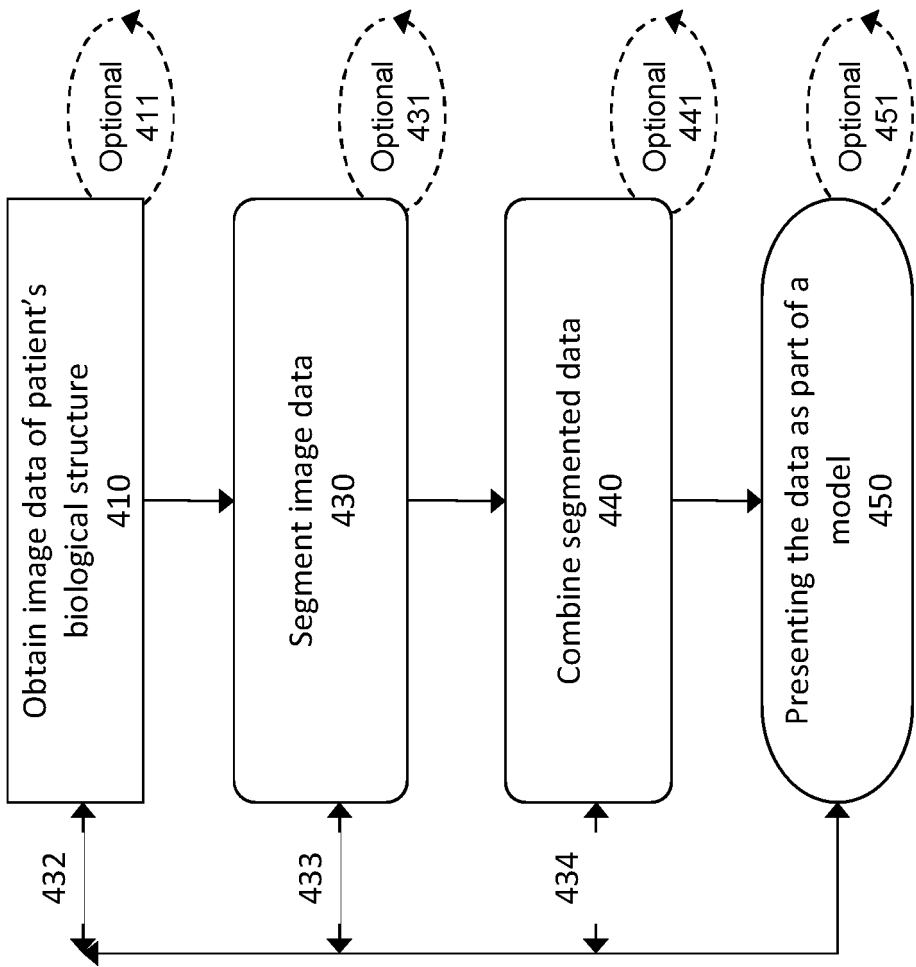 Obtain image data of patient's
biological structure
410
Optional
411
432
Segment image data
430
Optional
431
433
Combine segmented data
440
Optional
441
434
Presenting the data as part of a
model
450
Optional
451